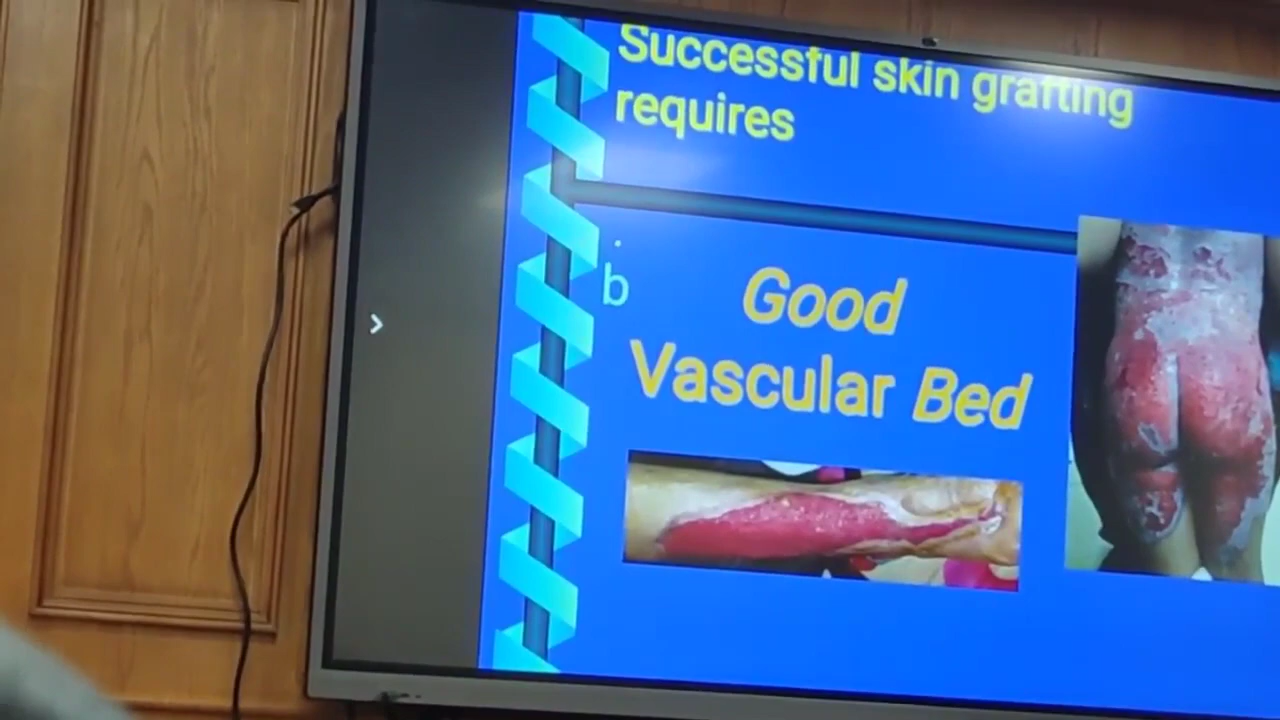 Successful skin grafting
requires
b
Good
Vascular Bed